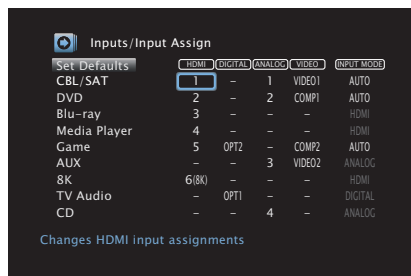 Inputs/Input Assign
Set Defaults HDMI DIGITAL ANALOG VIDEO INPUT MODE
CBL/SAT 1 – 1 VIDEO1 AUTO
DVD 2 – 2 COMP1 AUTO
Blu-ray 3 – – – HDMI
Media Player 4 – – – HDMI
Game 5 OPT2 – COMP2 AUTO
AUX – – 3 VIDEO2 ANALOG
8K 6(8K) – – – HDMI
TV Audio – OPT1 – – DIGITAL
CD – – 4 – ANALOG
Changes HDMI input assignments